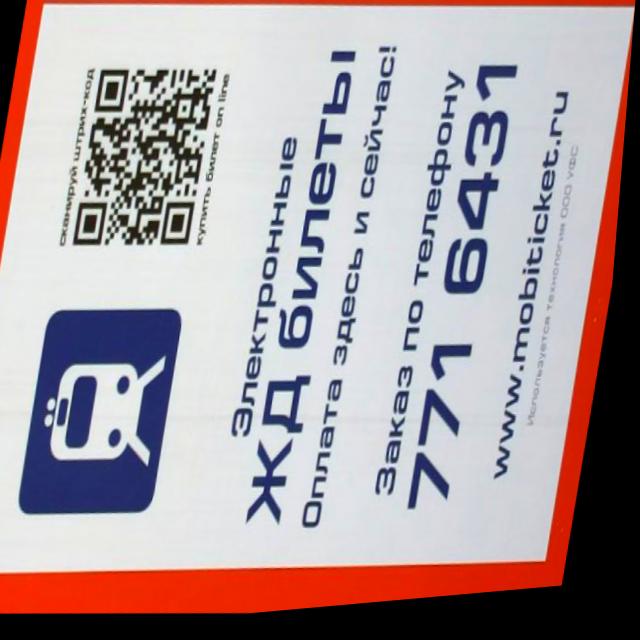 сканируй штрих-код
купить билет on line
Электронные
ЖД билеты
Оплата здесь и сейчас!
Заказ по телефону
771 6431
www.mobiticket.ru
Используется технология ООО УФС